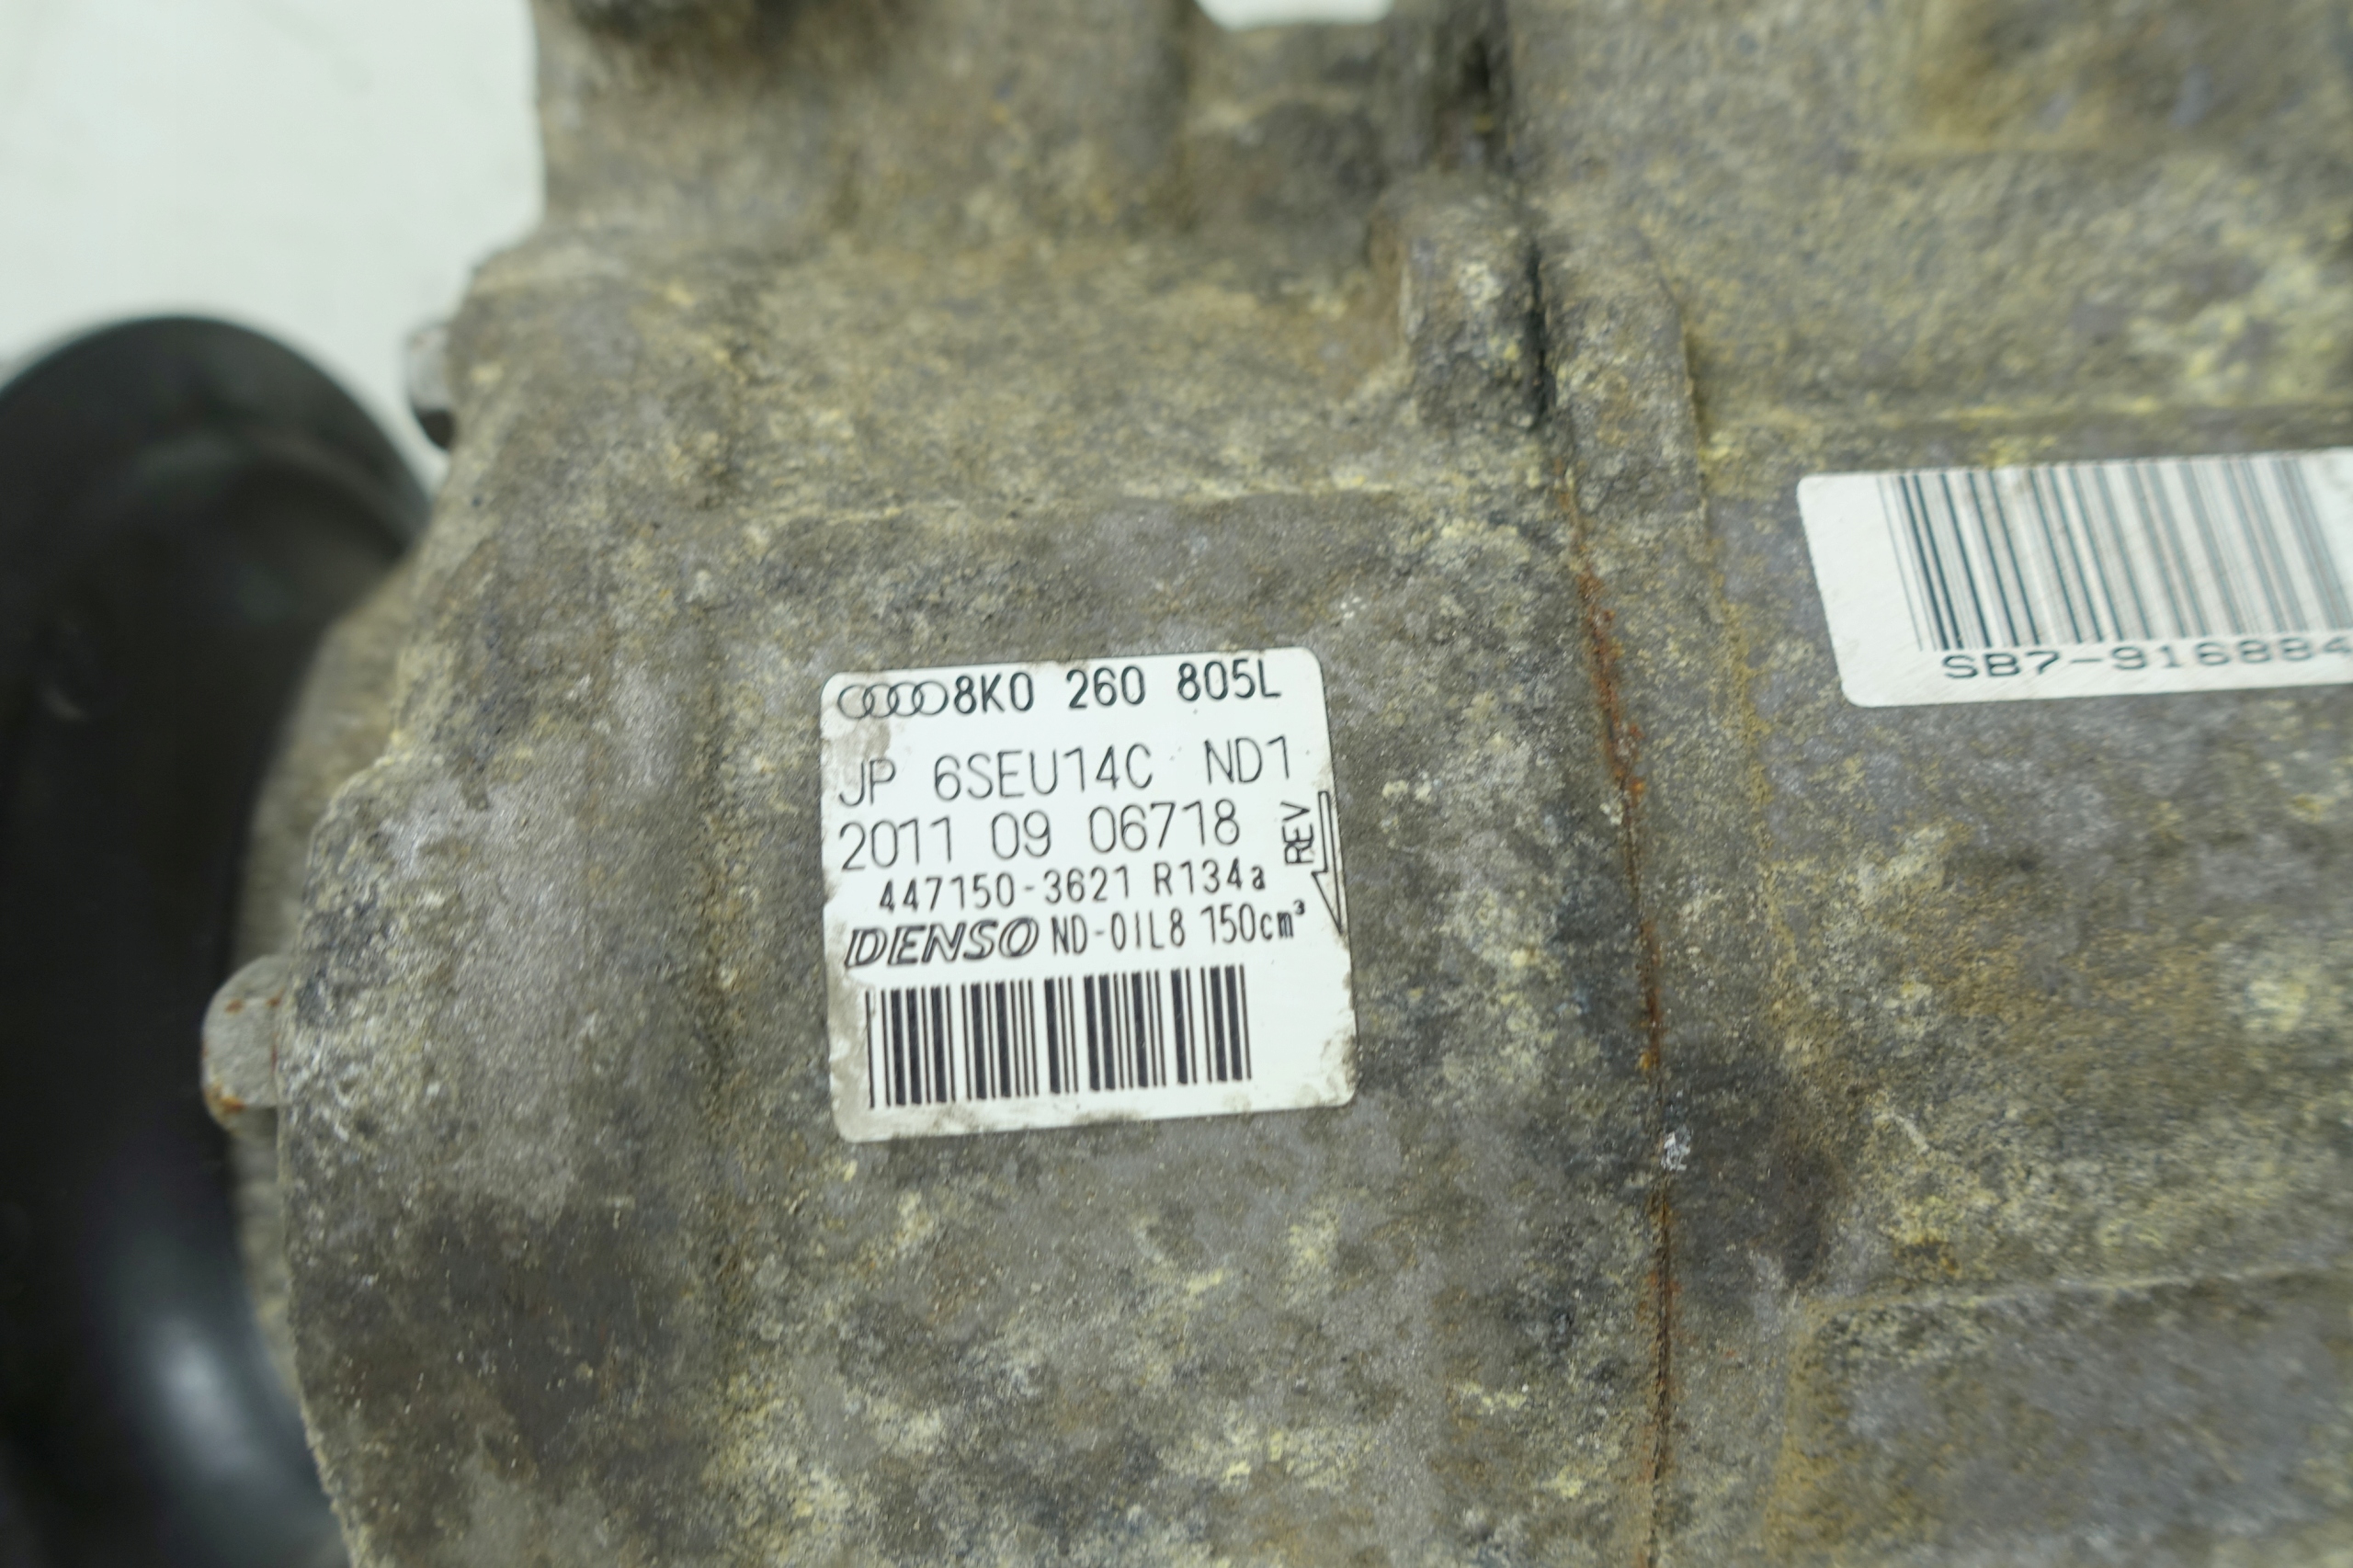 8K0 260 805L
JP 6SEU14C ND1
2011 09 06718
REV
447150-3621 R134a
DENSO ND-OIL8 150cm³
SB7-916884